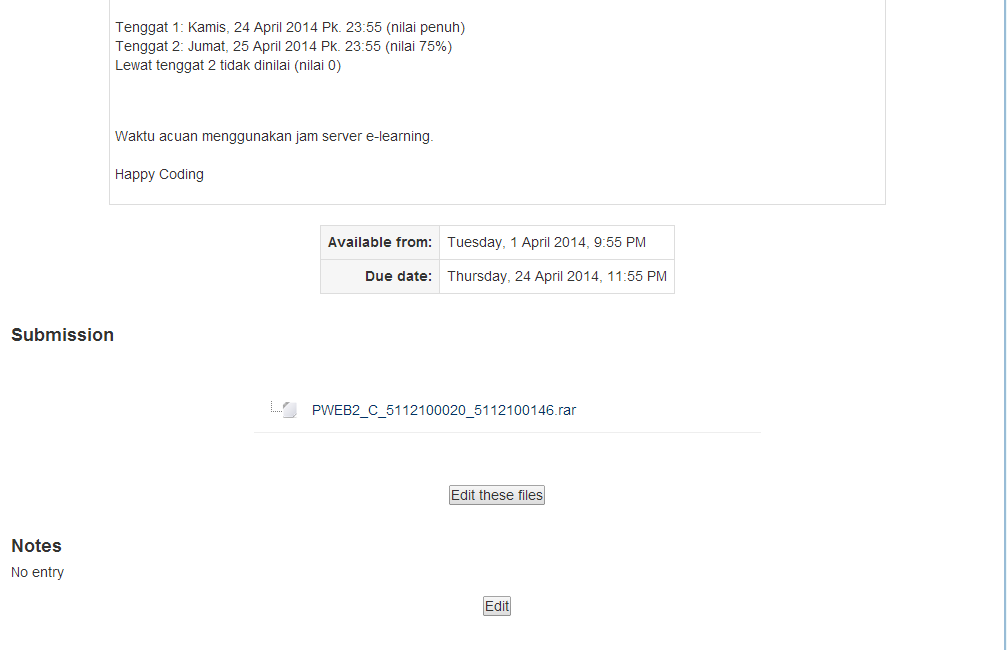 Tenggat 1: Kamis, 24 April 2014 Pk. 23:55 (nilai penuh)
Tenggat 2: Jumat, 25 April 2014 Pk. 23:55 (nilai 75%)
Lewat tenggat 2 tidak dinilai (nilai 0)
Waktu acuan menggunakan jam server e-learning.
Happy Coding
Available from: Tuesday, 1 April 2014, 9:55 PM
Due date: Thursday, 24 April 2014, 11:55 PM
Submission
PWEB2_C_5112100020_5112100146.rar
Edit these files
Notes
No entry
Edit